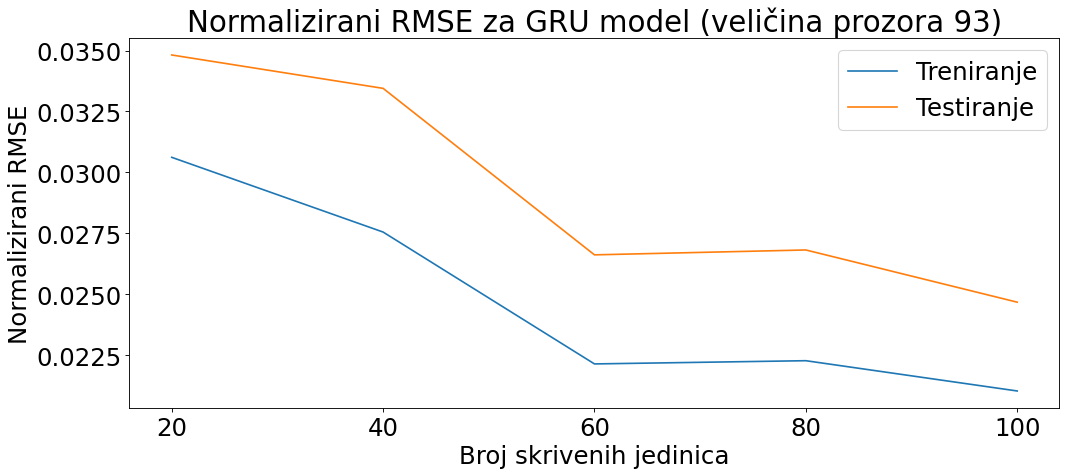 Normalizirani RMSE za GRU model (veličina prozora 93)
Normalizirani RMSE
0.0350
0.0325
0.0300
0.0275
0.0250
0.0225
Treniranje
Testiranje
20 40 60 80 100
Broj skrivenih jedinica